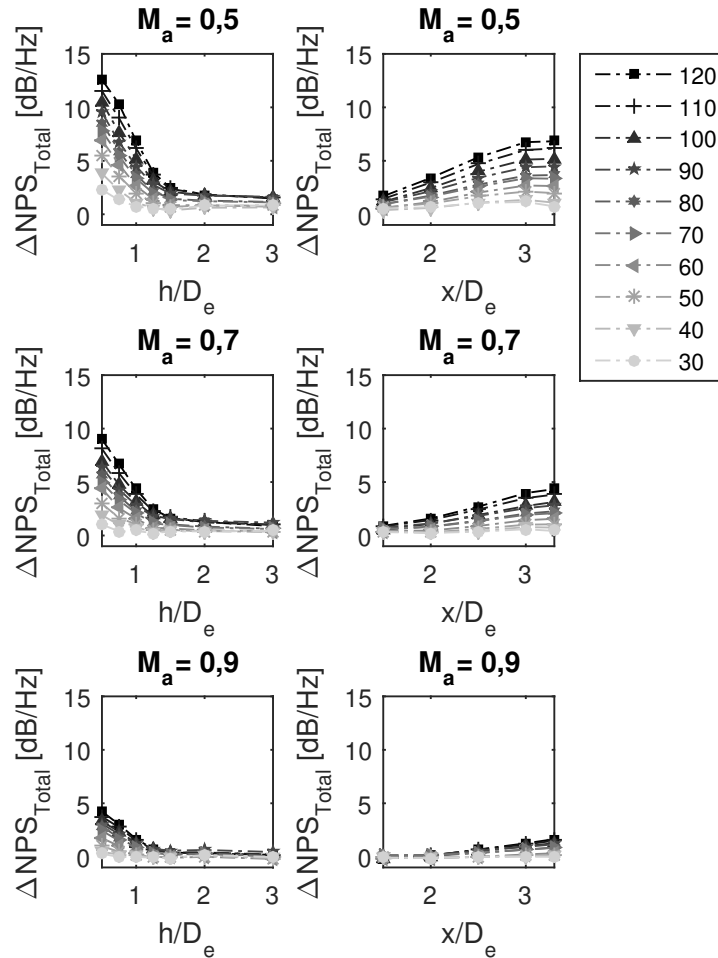 M_a = 0,5
ΔNPS_Total [dB/Hz]
15
10
5
0
1 2 3
h/D_e
M_a = 0,5
ΔNPS_Total [dB/Hz]
15
10
5
0
2 3
x/D_e
120
110
100
90
80
70
60
50
40
30
M_a = 0,7
ΔNPS_Total [dB/Hz]
15
10
5
0
1 2 3
h/D_e
M_a = 0,7
ΔNPS_Total [dB/Hz]
15
10
5
0
2 3
x/D_e
M_a = 0,9
ΔNPS_Total [dB/Hz]
15
10
5
0
1 2 3
h/D_e
M_a = 0,9
ΔNPS_Total [dB/Hz]
15
10
5
0
2 3
x/D_e